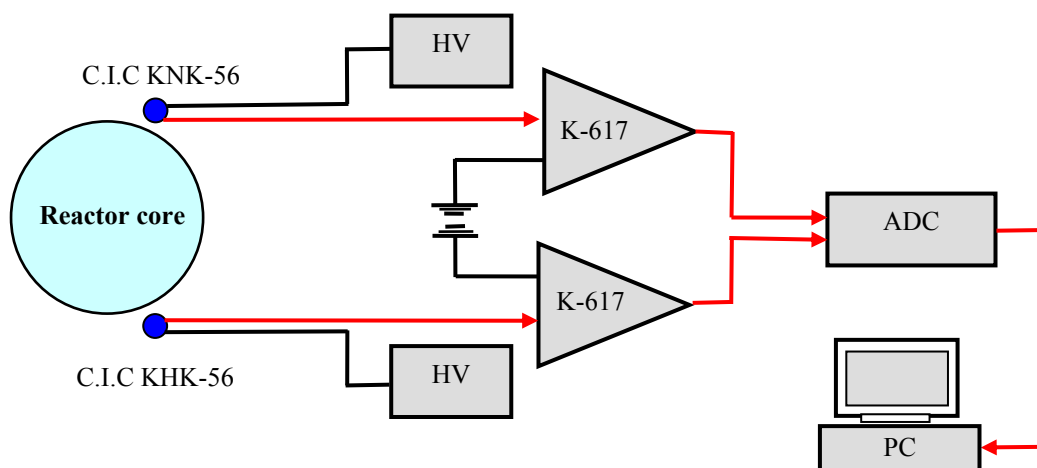 HV
C.I.C KNK-56
K-617
Reactor core
ADC
K-617
HV
C.I.C KHK-56
PC